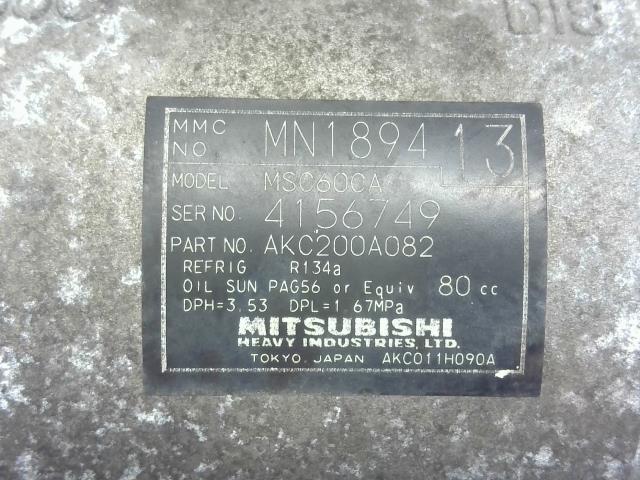 MMC NO MN189413
MODEL MSC60CA
SER NO. 4156749
PART NO. AKC200A082
REFRIG R134a
OIL SUN PAG56 or Equiv 80 cc
DPH=3.53 DPL=1.67MPa
MITSUBISHI
HEAVY INDUSTRIES, LTD.
TOKYO, JAPAN AKC011H090A